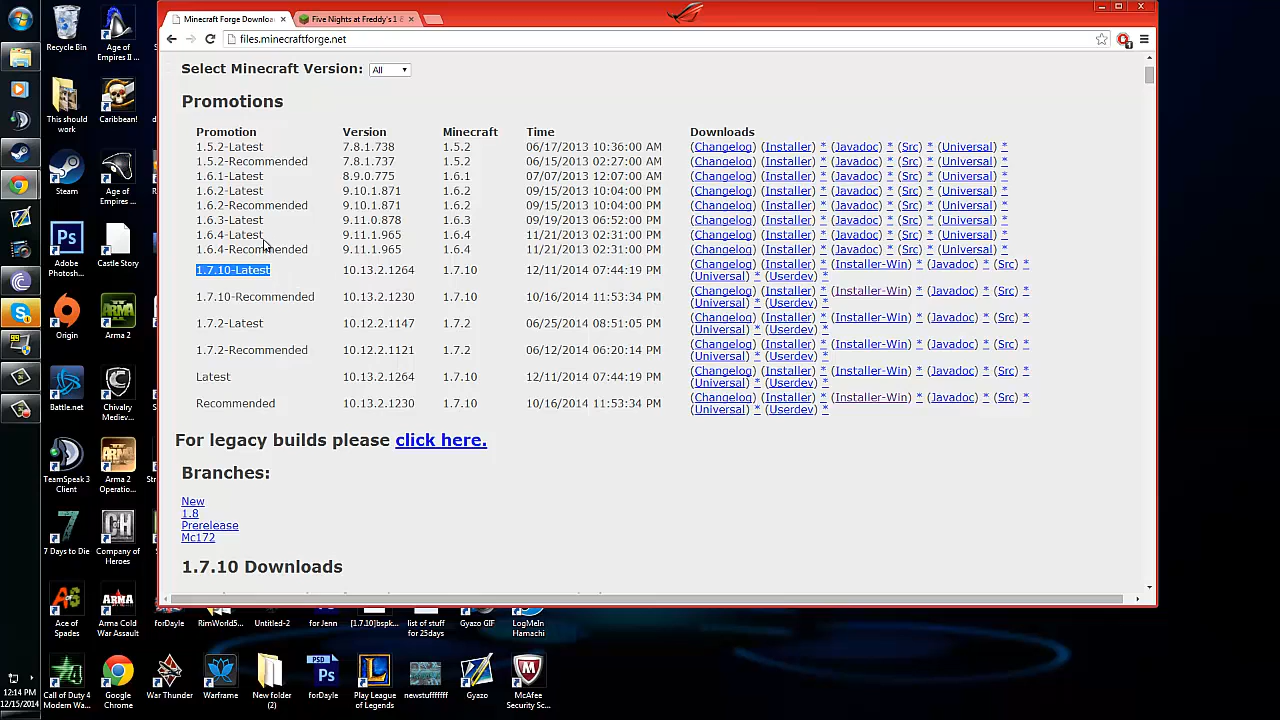 Minecraft Forge Downloa
Five Nights at Freddy's 1
files.minecraftforge.net
Select Minecraft Version: All
Promotions
Promotion Version Minecraft Time Downloads
1.5.2-Latest 7.8.1.738 1.5.2 06/17/2013 10:36:00 AM (Changelog) (Installer) * (Javadoc) * (Src) * (Universal) *
1.5.2-Recommended 7.8.1.737 1.5.2 06/15/2013 02:27:00 AM (Changelog) (Installer) * (Javadoc) * (Src) * (Universal) *
1.6.1-Latest 8.9.0.775 1.6.1 07/07/2013 12:07:00 AM (Changelog) (Installer) * (Javadoc) * (Src) * (Universal) *
1.6.2-Latest 9.10.1.871 1.6.2 09/15/2013 10:04:00 PM (Changelog) (Installer) * (Javadoc) * (Src) * (Universal) *
1.6.2-Recommended 9.10.1.871 1.6.2 09/15/2013 10:04:00 PM (Changelog) (Installer) * (Javadoc) * (Src) * (Universal) *
1.6.3-Latest 9.11.0.878 1.6.3 09/19/2013 06:52:00 PM (Changelog) (Installer) * (Javadoc) * (Src) * (Universal) *
1.6.4-Latest 9.11.1.965 1.6.4 11/21/2013 02:31:00 PM (Changelog) (Installer) * (Javadoc) * (Src) * (Universal) *
1.6.4-Recommended 9.11.1.965 1.6.4 11/21/2013 02:31:00 PM (Changelog) (Installer) * (Javadoc) * (Src) * (Universal) *
1.7.10-Latest 10.13.2.1264 1.7.10 12/11/2014 07:44:19 PM (Changelog) (Installer) * (Installer-Win) * (Javadoc) * (Src) *
(Universal) * (Userdev) *
1.7.10-Recommended 10.13.2.1230 1.7.10 10/16/2014 11:53:34 PM (Changelog) (Installer) * (Installer-Win) * (Javadoc) * (Src) *
(Universal) * (Userdev) *
1.7.2-Latest 10.12.2.1147 1.7.2 06/25/2014 08:51:05 PM (Changelog) (Installer) * (Installer-Win) * (Javadoc) * (Src) *
(Universal) * (Userdev) *
1.7.2-Recommended 10.12.2.1121 1.7.2 06/12/2014 06:20:14 PM (Changelog) (Installer) * (Installer-Win) * (Javadoc) * (Src) *
(Universal) * (Userdev) *
Latest 10.13.2.1264 1.7.10 12/11/2014 07:44:19 PM (Changelog) (Installer) * (Installer-Win) * (Javadoc) * (Src) *
(Universal) * (Userdev) *
Recommended 10.13.2.1230 1.7.10 10/16/2014 11:53:34 PM (Changelog) (Installer) * (Installer-Win) * (Javadoc) * (Src) *
(Universal) * (Userdev) *
For legacy builds please click here.
Branches:
New
1.8
Prerelease
Mc172
1.7.10 Downloads
Recycle Bin
Age of
Empires II ...
This should
work
Caribbean!
Steam
Age of
Empires ...
Ps
Adobe
Photosh...
Castle Story
Origin
Arma 2
Battle.net
Chivalry
Mediev...
TeamSpeak 3
Client
Arma 2
Operatio...
7 Days to Die
Company of
Heroes
Ace of
Spades
Arma Cold
War Assault
forDayle
RimWorld5...
Untitled-2
for Jenn
[1.7.10]bspk...
list of stuff
for 25days
Gyazo GIF
LogMeIn
Hamachi
Call of Duty 4
Modern Wa...
Google
Chrome
War Thunder
Warframe
New folder
(2)
PSD
Ps
forDayle
Play League
of Legends
newstuffffff
Gyazo
McAfee
Security Sc...
12:14 PM
12/15/2014